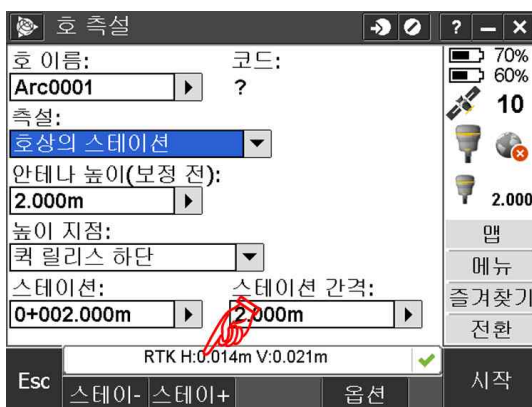 호 측설
? – ×
호 이름:
코드:
Arc0001
?
측설:
호상의 스테이션
안테나 높이(보정 전):
2.000m
높이 지점:
퀵 릴리스 하단
스테이션:
스테이션 간격:
0+002.000m
2.000m
RTK H:0.014m V:0.021m
Esc
스테이-
스테이+
옵션
70%
60%
10
2.000
맵
메뉴
즐겨찾기
전환
시작